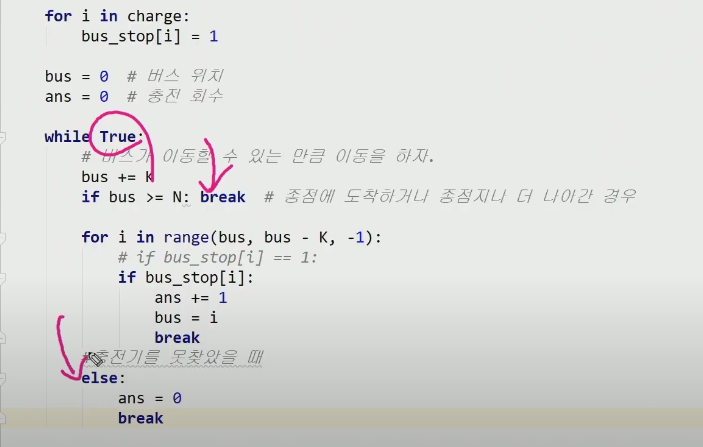 for i in charge:
bus_stop[i] = 1
bus = 0 # 버스 위치
ans = 0 # 충전 회수
while True:
# 버스가 이동할 수 있는 만큼 이동을 하자.
bus += K
if bus >= N: break # 종점에 도착하거나 종점지나 더 나아간 경우
for i in range(bus, bus - K, -1):
# if bus_stop[i] == 1:
if bus_stop[i]:
ans += 1
bus = i
break
#충전기를 못찼았을 때
else:
ans = 0
break